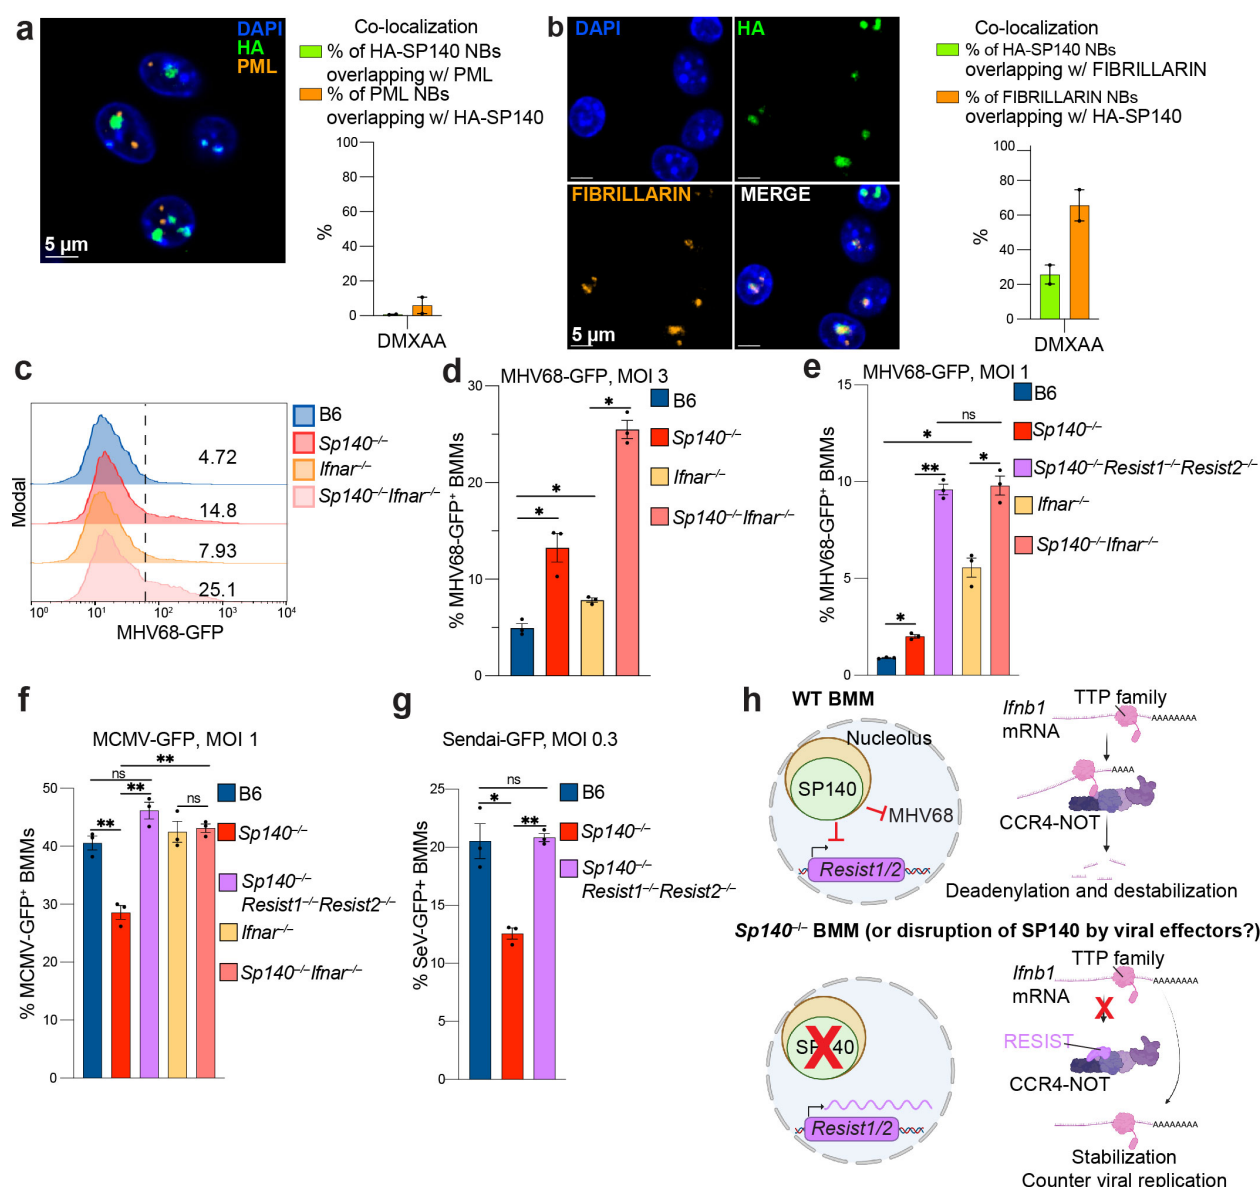 a
DAPI
HA
PML
5 µm
Co-localization
% of HA-SP140 NBs
overlapping w/ PML
% of PML NBs
overlapping w/ HA-SP140
100
80
60
40
20
0
%
DMXAA
b
DAPI
HA
FIBRILLARIN
MERGE
5 µm
Co-localization
% of HA-SP140 NBs
overlapping w/ FIBRILLARIN
% of FIBRILLARIN NBs
overlapping w/ HA-SP140
100
80
60
40
20
0
%
DMXAA
c
Modal
4.72
14.8
7.93
25.1
10⁰ 10¹ 10² 10³ 10⁴
MHV68-GFP
B6
Sp140⁻/⁻
Ifnar⁻/⁻
Sp140⁻/⁻Ifnar⁻/⁻
d
MHV68-GFP, MOI 3
% MHV68-GFP⁺ BMMs
30
20
10
0
*
*
*
B6
Sp140⁻/⁻
Ifnar⁻/⁻
Sp140⁻/⁻Ifnar⁻/⁻
e
MHV68-GFP, MOI 1
% MHV68-GFP⁺ BMMs
15
10
5
0
ns
*
** *
*
B6
Sp140⁻/⁻
Sp140⁻/⁻Resist1⁻/⁻Resist2⁻/⁻
Ifnar⁻/⁻
Sp140⁻/⁻Ifnar⁻/⁻
f
MCMV-GFP, MOI 1
% MCMV-GFP⁺ BMMs
50
40
30
20
10
0
**
ns
**
ns
**
B6
Sp140⁻/⁻
Sp140⁻/⁻
Resist1⁻/⁻Resist2⁻/⁻
Ifnar⁻/⁻
Sp140⁻/⁻Ifnar⁻/⁻
g
Sendai-GFP, MOI 0.3
% SeV-GFP+ BMMs
25
20
15
10
5
0
ns
*
**
B6
Sp140⁻/⁻
Sp140⁻/⁻
Resist1⁻/⁻Resist2⁻/⁻
h
WT BMM
Nucleolus
SP140
MHV68
Resist1/2
Ifnb1
mRNA
TTP family
AAAAAAAA
AAAA
CCR4-NOT
Deadenylation and destabilization
Sp140⁻/⁻ BMM (or disruption of SP140 by viral effectors?)
SP140
X
Resist1/2
TTP family
Ifnb1
mRNA
AAAAAAAA
X
RESIST
CCR4-NOT
AAAAAAAA
Stabilization
Counter viral replication